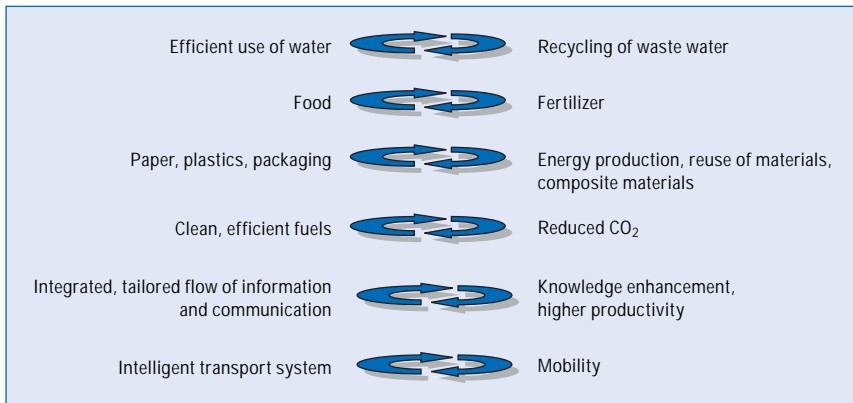 Efficient use of water
Recycling of waste water
Food
Fertilizer
Paper, plastics, packaging
Energy production, reuse of materials,
composite materials
Clean, efficient fuels
Reduced CO₂
Integrated, tailored flow of information
and communication
Knowledge enhancement,
higher productivity
Intelligent transport system
Mobility